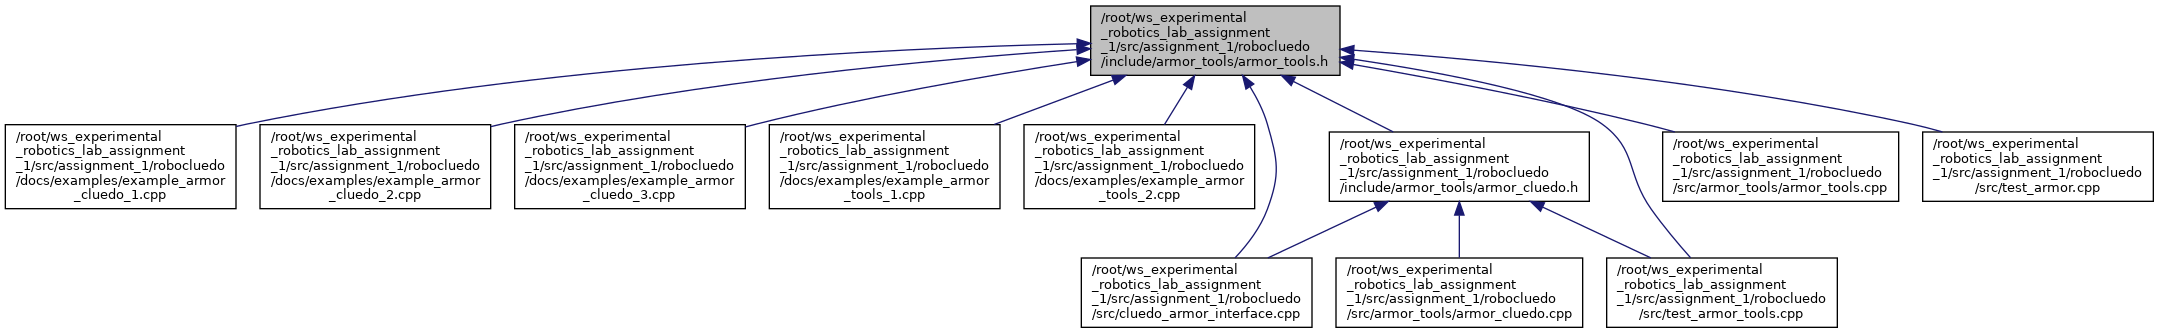 /root/ws_experimental
_robotics_lab_assignment
_1/src/assignment_1/robocluedo
/include/armor_tools/armor_tools.h
/root/ws_experimental
_robotics_lab_assignment
_1/src/assignment_1/robocluedo
/docs/examples/example_armor
_cluedo_1.cpp
/root/ws_experimental
_robotics_lab_assignment
_1/src/assignment_1/robocluedo
/docs/examples/example_armor
_cluedo_2.cpp
/root/ws_experimental
_robotics_lab_assignment
_1/src/assignment_1/robocluedo
/docs/examples/example_armor
_cluedo_3.cpp
/root/ws_experimental
_robotics_lab_assignment
_1/src/assignment_1/robocluedo
/docs/examples/example_armor
_tools_1.cpp
/root/ws_experimental
_robotics_lab_assignment
_1/src/assignment_1/robocluedo
/docs/examples/example_armor
_tools_2.cpp
/root/ws_experimental
_robotics_lab_assignment
_1/src/assignment_1/robocluedo
/include/armor_tools/armor_cluedo.h
/root/ws_experimental
_robotics_lab_assignment
_1/src/assignment_1/robocluedo
/src/armor_tools/armor_tools.cpp
/root/ws_experimental
_robotics_lab_assignment
_1/src/assignment_1/robocluedo
/src/test_armor.cpp
/root/ws_experimental
_robotics_lab_assignment
_1/src/assignment_1/robocluedo
/src/cluedo_armor_interface.cpp
/root/ws_experimental
_robotics_lab_assignment
_1/src/assignment_1/robocluedo
/src/armor_tools/armor_cluedo.cpp
/root/ws_experimental
_robotics_lab_assignment
_1/src/assignment_1/robocluedo
/src/test_armor_tools.cpp